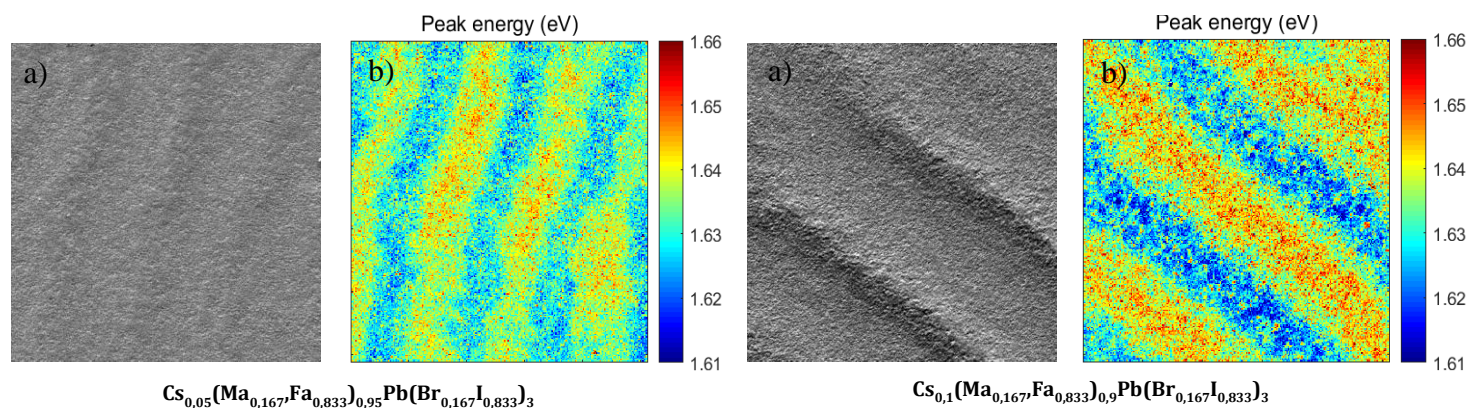 Peak energy (eV)
a)
b)
1.66
1.65
1.64
1.63
1.62
1.61
Cs0,05(Ma0,167,Fa0,833)0,95Pb(Br0,167I0,833)3
Peak energy (eV)
a)
b)
1.66
1.65
1.64
1.63
1.62
1.61
Cs0,1(Ma0,167,Fa0,833)0,9Pb(Br0,167I0,833)3